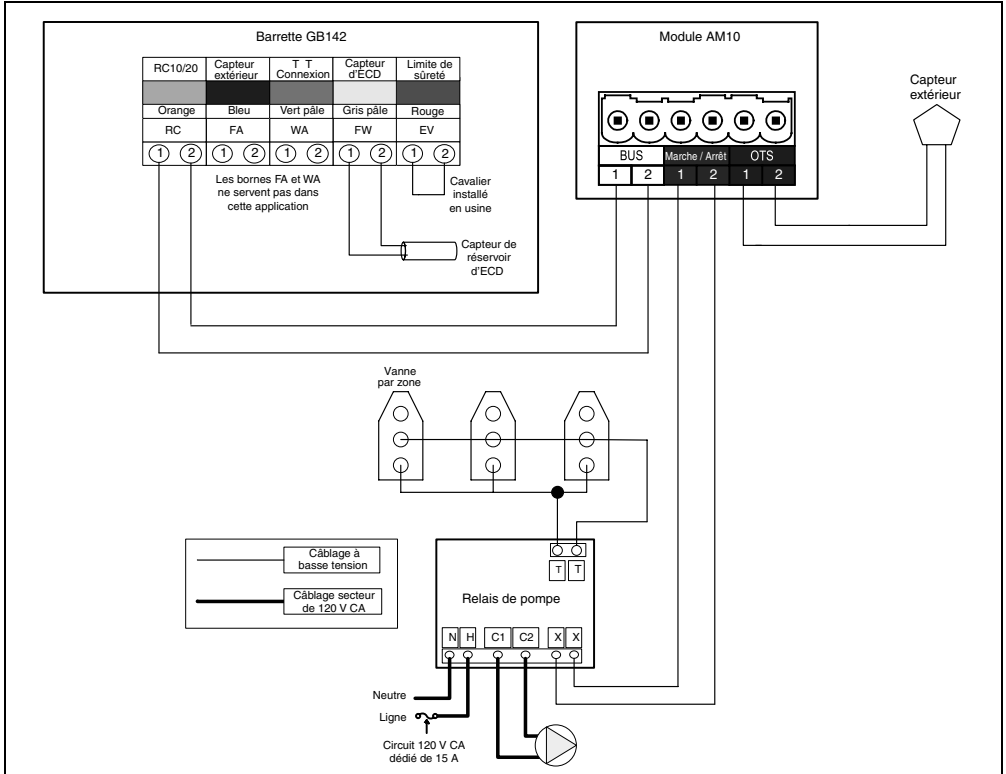 Barrette GB142
RC10/20
Capteur
extérieur
T T
Connexion
Capteur
d'ECD
Limite de
sûreté
Orange
Bleu
Vert pâle
Gris pâle
Rouge
RC
FA
WA
FW
EV
1 2 1 2 1 2 1 2 1 2
Les bornes FA et WA
ne servent pas dans
cette application
Cavalier
installé
en usine
Capteur de
réservoir
d'ECD
Module AM10
BUS
Marche / Arrêt
OTS
1 2 1 2 1 2
Capteur
extérieur
Vanne
par zone
Câblage à
basse tension
Câblage secteur
de 120 V CA
T T
Relais de pompe
N H C1 C2 X X
Neutre
Ligne
Circuit 120 V CA
dédié de 15 A